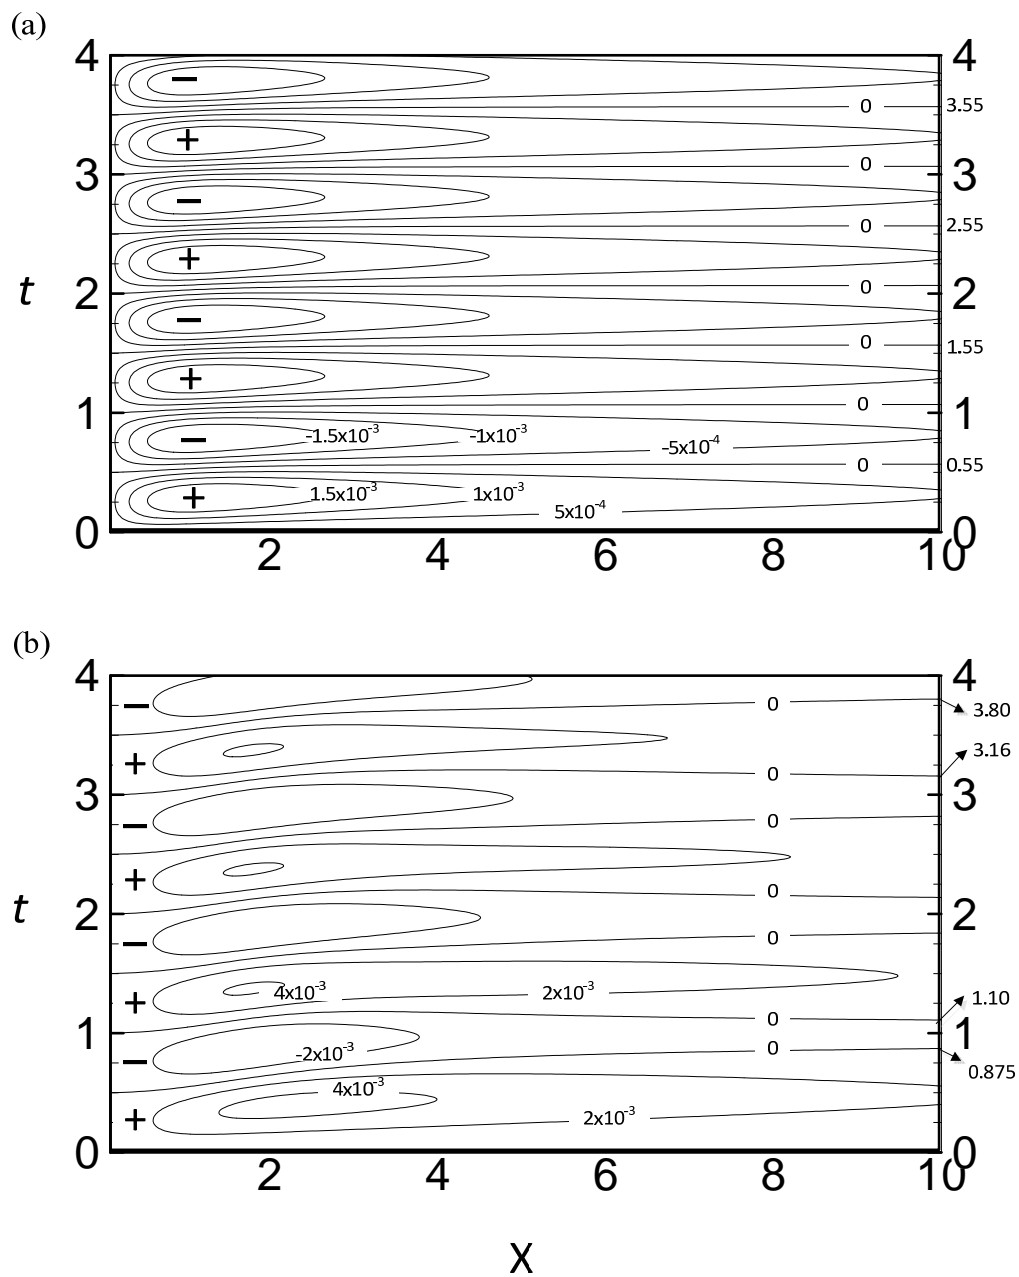 (a)
4 − 4
3.55
0
+
0
3 3
−
2.55
0
+
0
t 2 2
−
0
1.55
+
0
1 1
−1.5x10⁻³ −1x10⁻³
− −5x10⁻⁴
0 0.55
+ 1.5x10⁻³ 1x10⁻³
5x10⁻⁴
0 0
2 4 6 8 10
(b)
4 4
− 0 3.80
3.16
+
0
3 3
− 0
+
0
t 2 2
− 0
+ 4x10⁻³ 2x10⁻³ 1.10
0
1 1
− −2x10⁻³ 0
0.875
4x10⁻³
+ 2x10⁻³
0 0
2 4 6 8 10
X